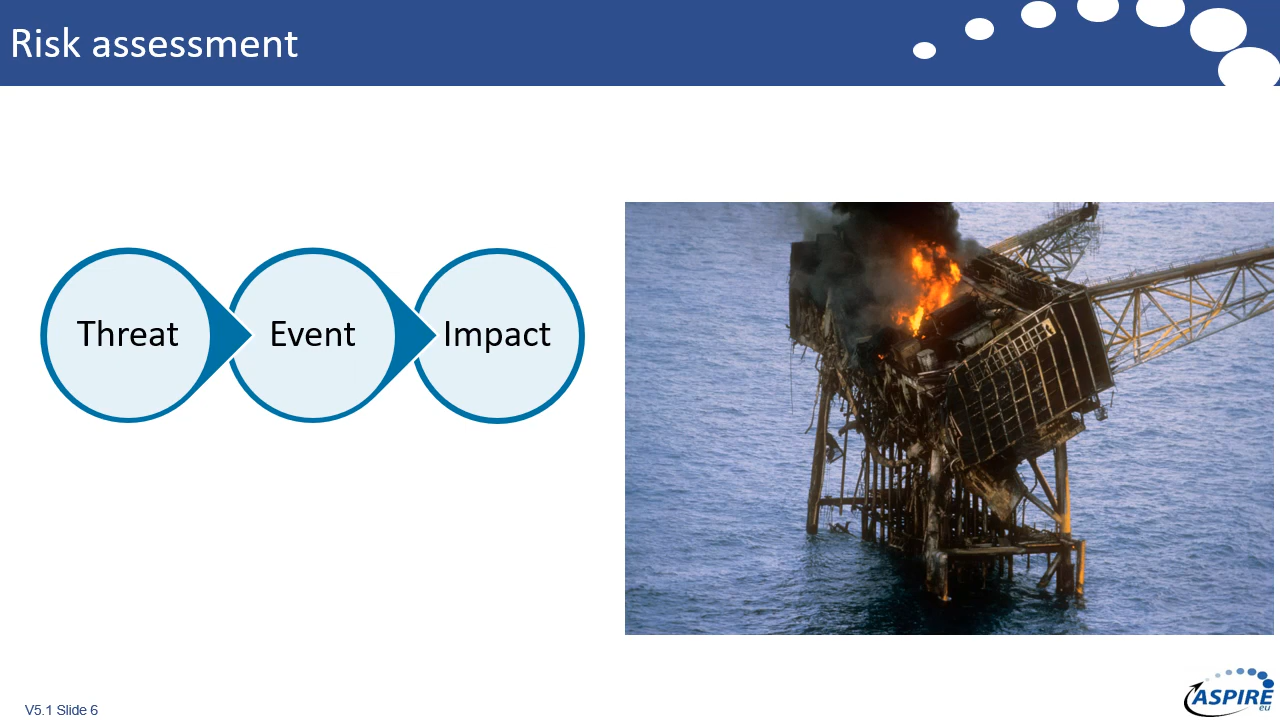 Risk assessment
Threat
Event
Impact
V5.1 Slide 6
ASPIRE
eu